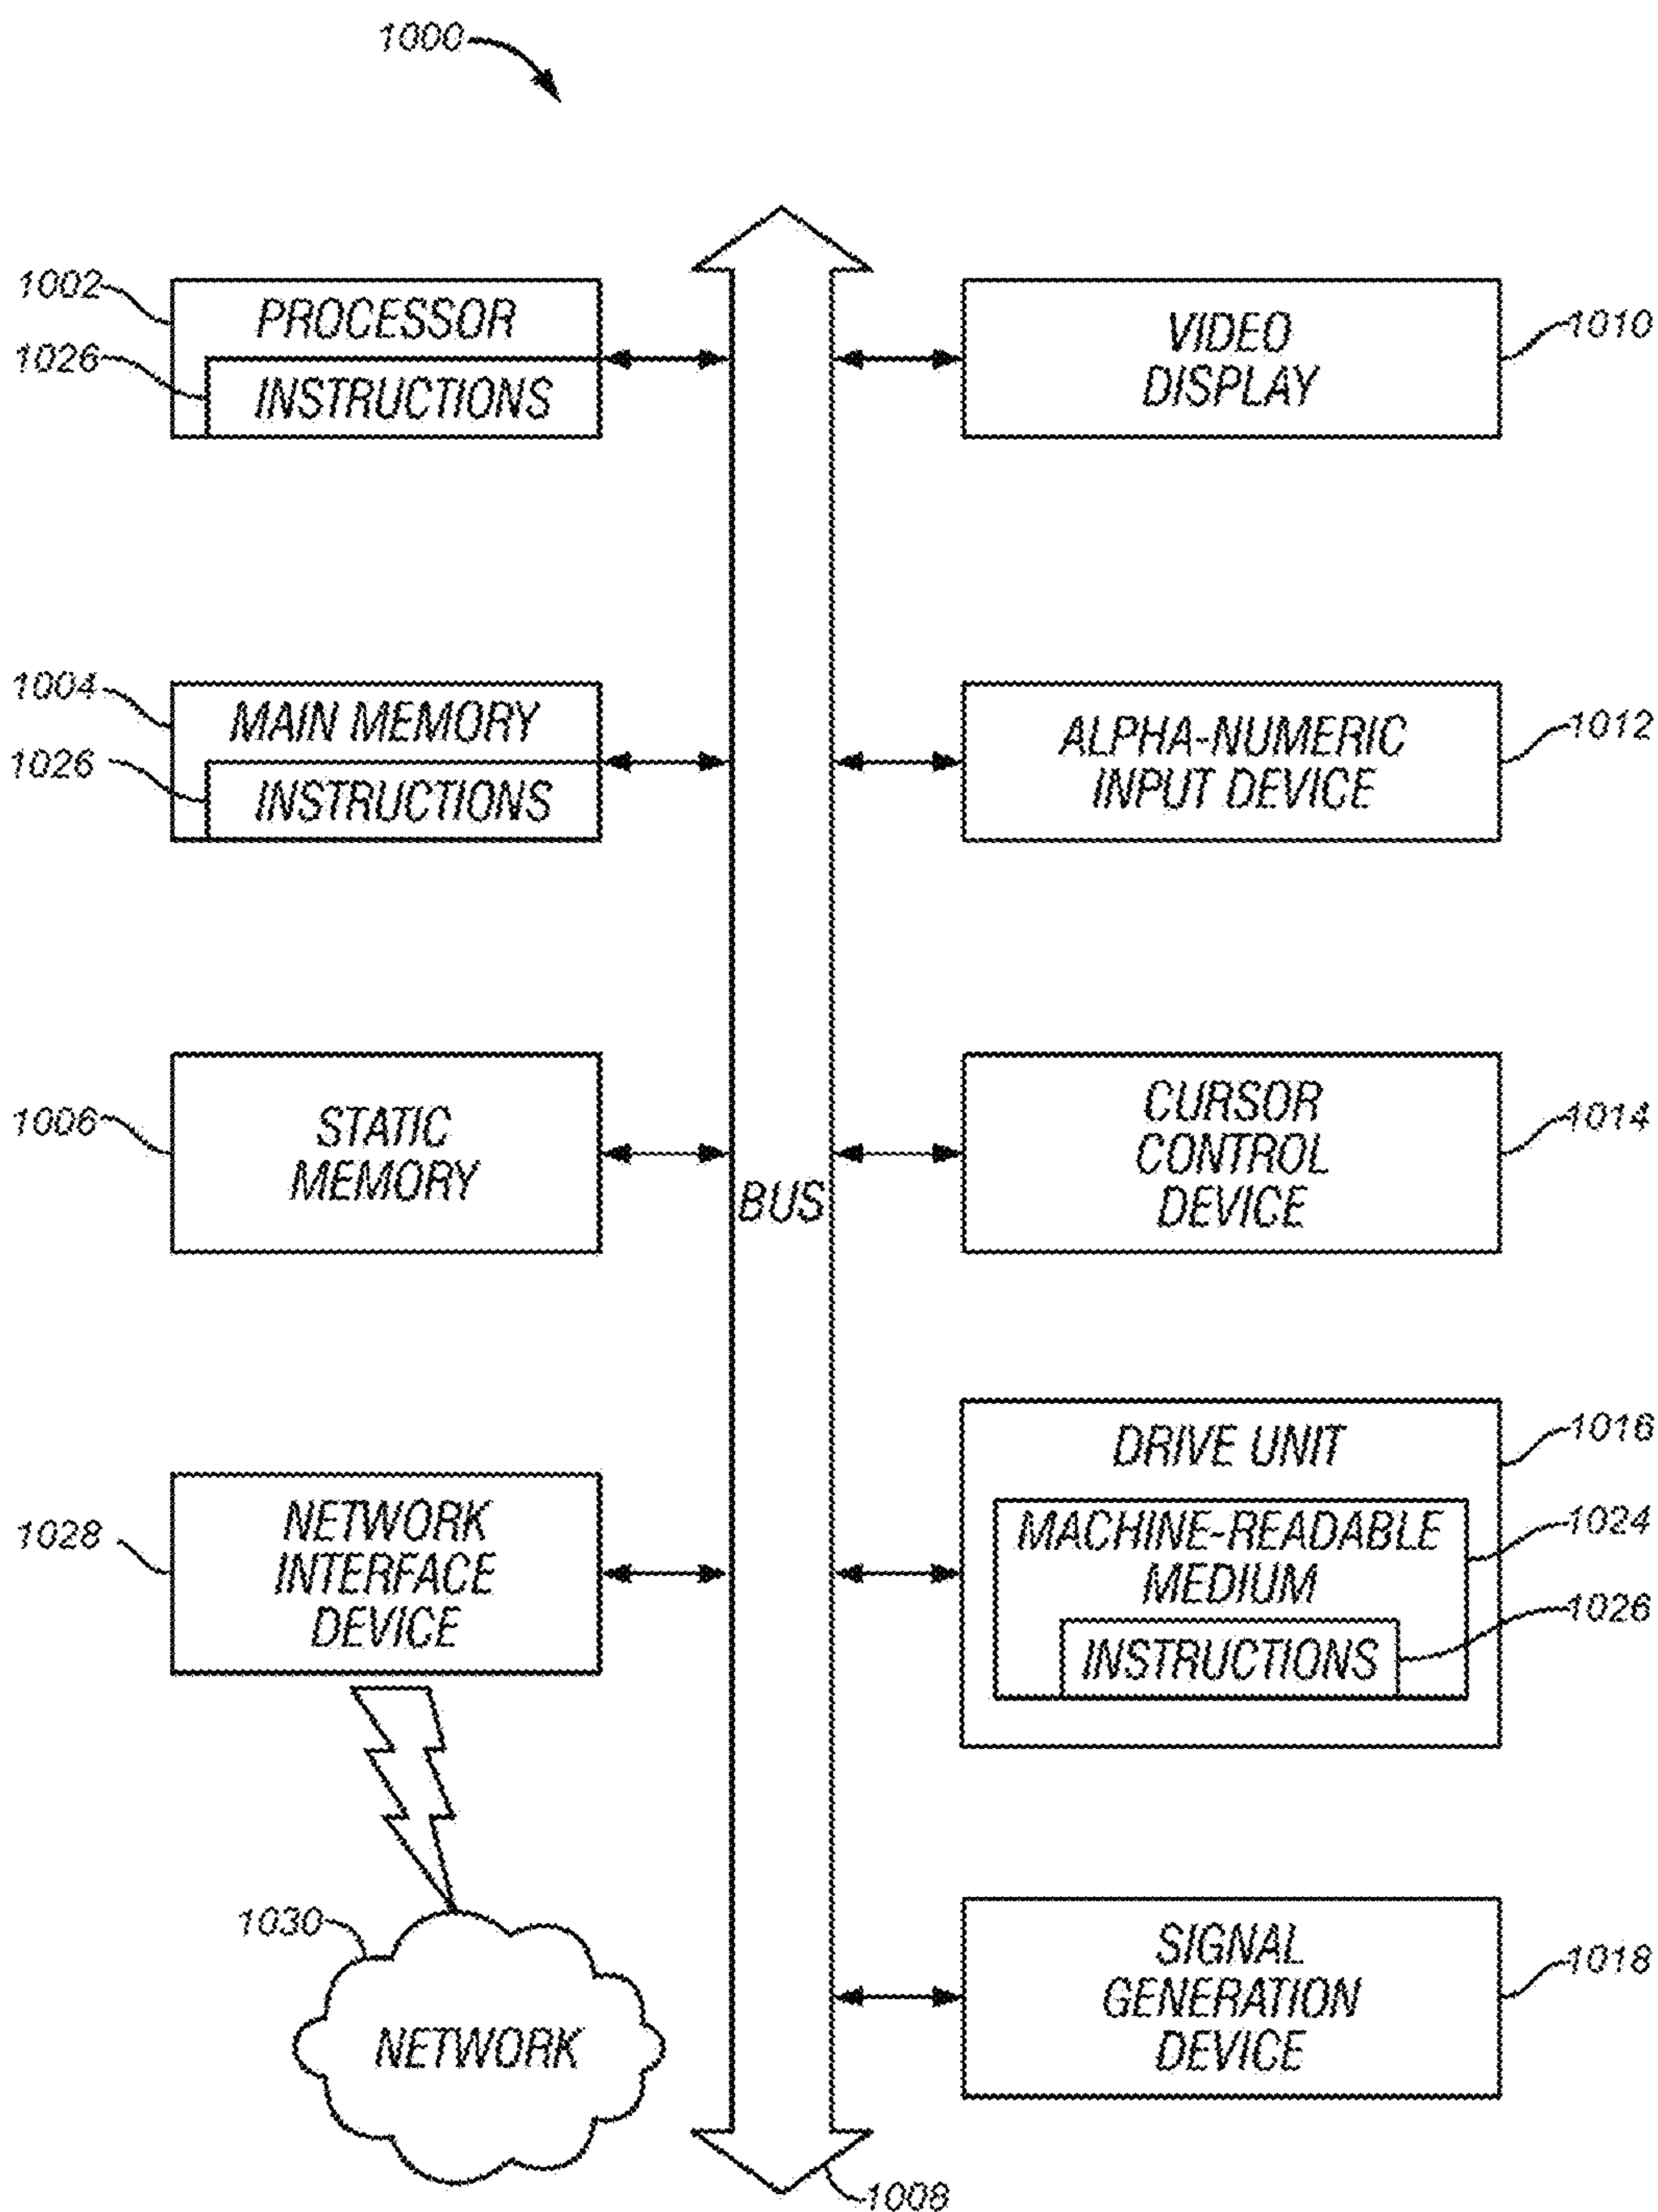 1000
1002
PROCESSOR
1026
INSTRUCTIONS
VIDEO
DISPLAY
1010
1004
MAIN MEMORY
1026
INSTRUCTIONS
ALPHA-NUMERIC
INPUT DEVICE
1012
1006
STATIC
MEMORY
BUS
CURSOR
CONTROL
DEVICE
1014
1028
NETWORK
INTERFACE
DEVICE
DRIVE UNIT
1016
MACHINE-READABLE
MEDIUM
1024
INSTRUCTIONS
1026
1030
NETWORK
SIGNAL
GENERATION
DEVICE
1018
1008